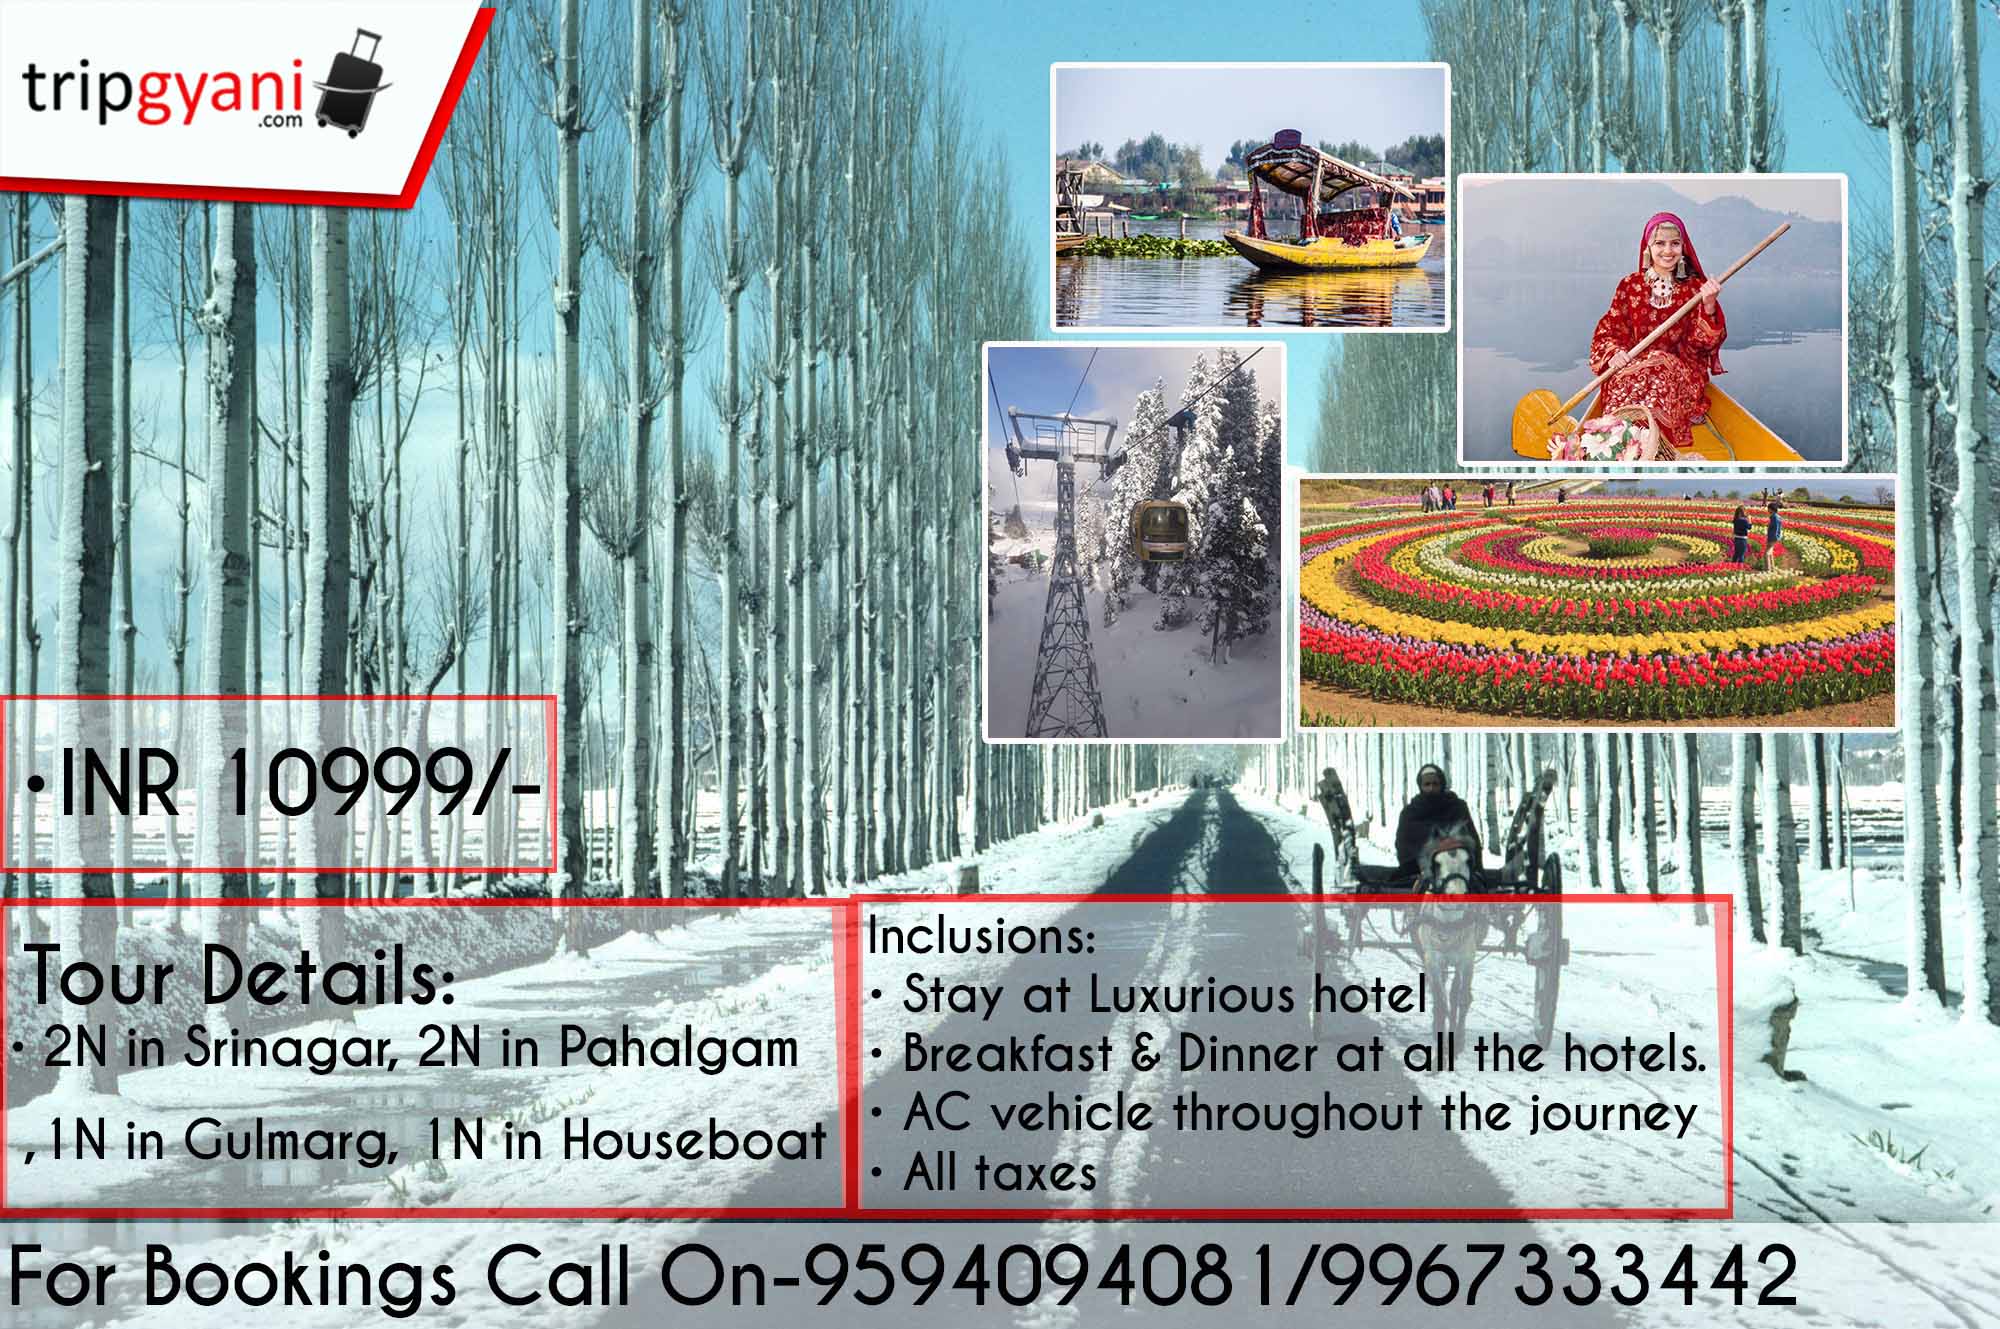 tripgyani
.com
•INR 10999/-
Tour Details:
• 2N in Srinagar, 2N in Pahalgam
,1N in Gulmarg, 1N in Houseboat
Inclusions:
• Stay at Luxurious hotel
• Breakfast & Dinner at all the hotels.
• AC vehicle throughout the journey
• All taxes
For Bookings Call On-9594094081/9967333442